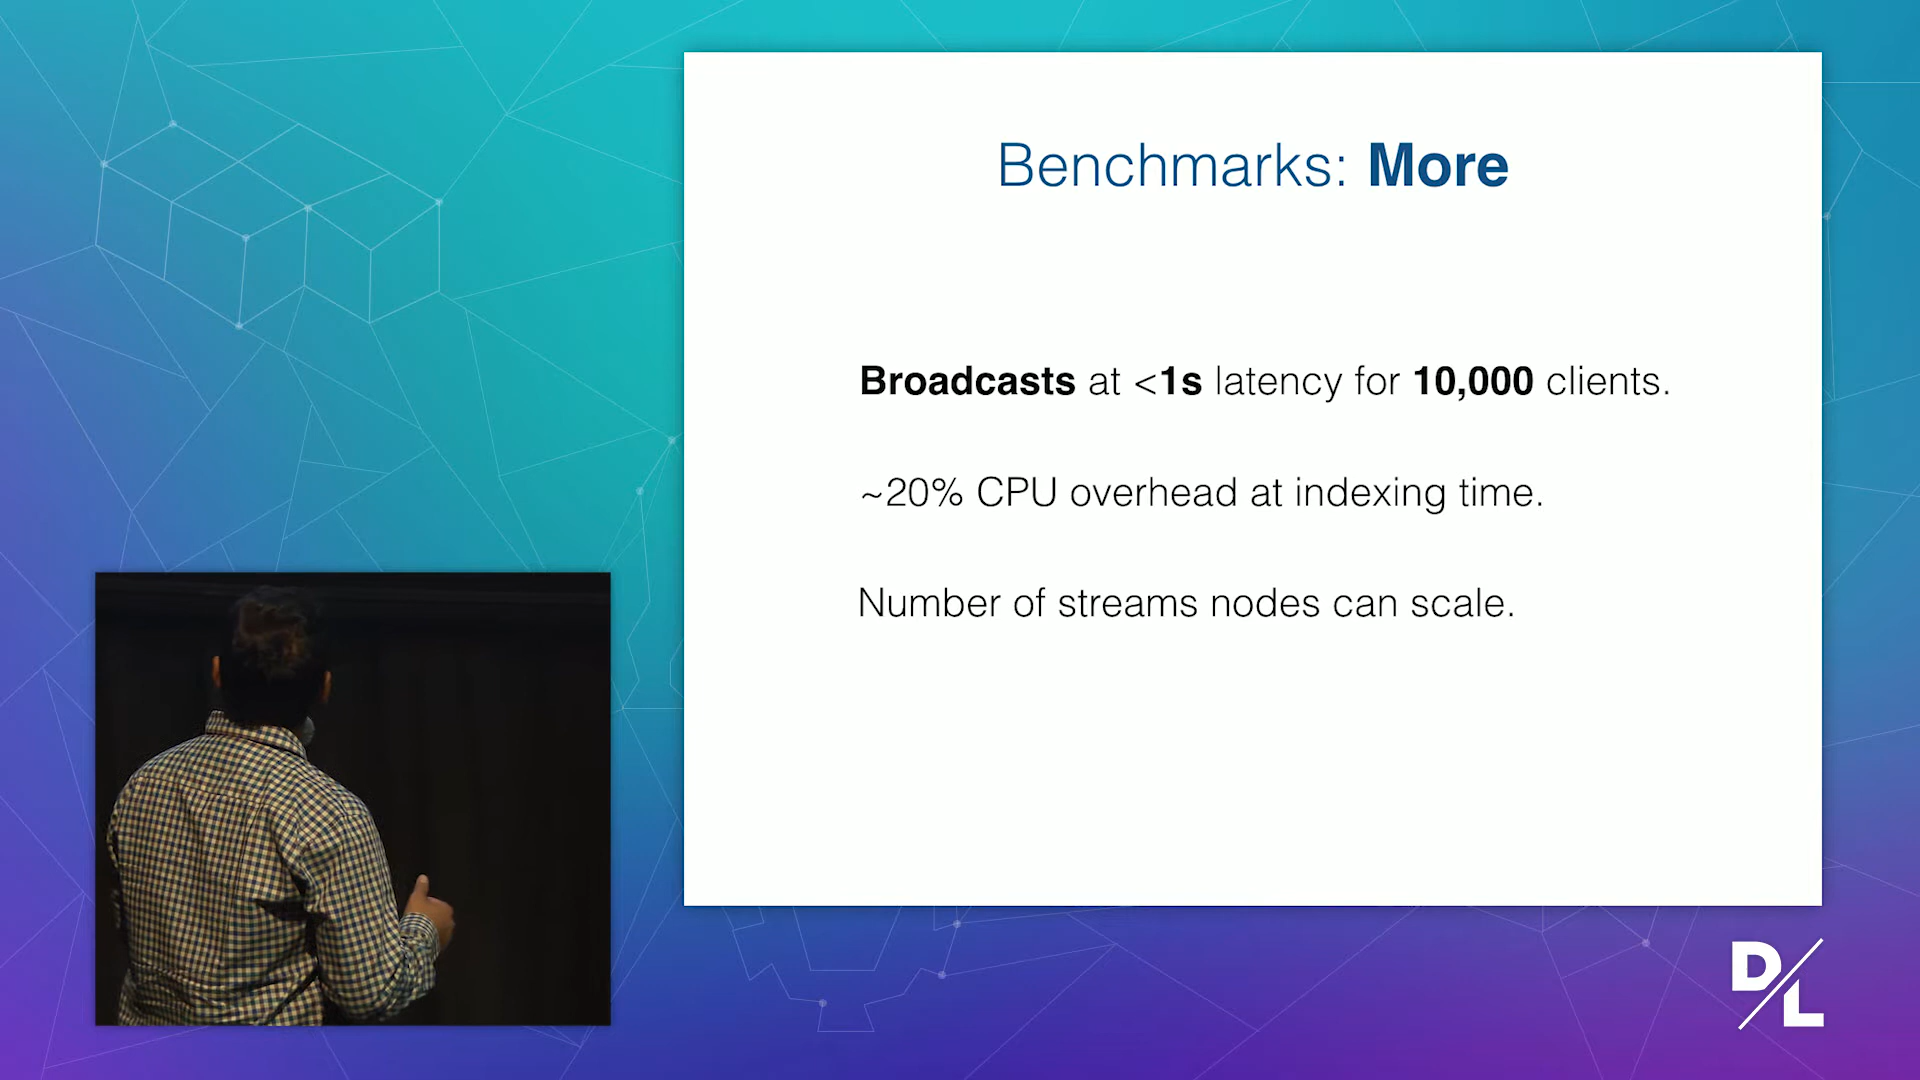 Benchmarks: More
Broadcasts at <1s latency for 10,000 clients.
~20% CPU overhead at indexing time.
Number of streams nodes can scale.
D/L